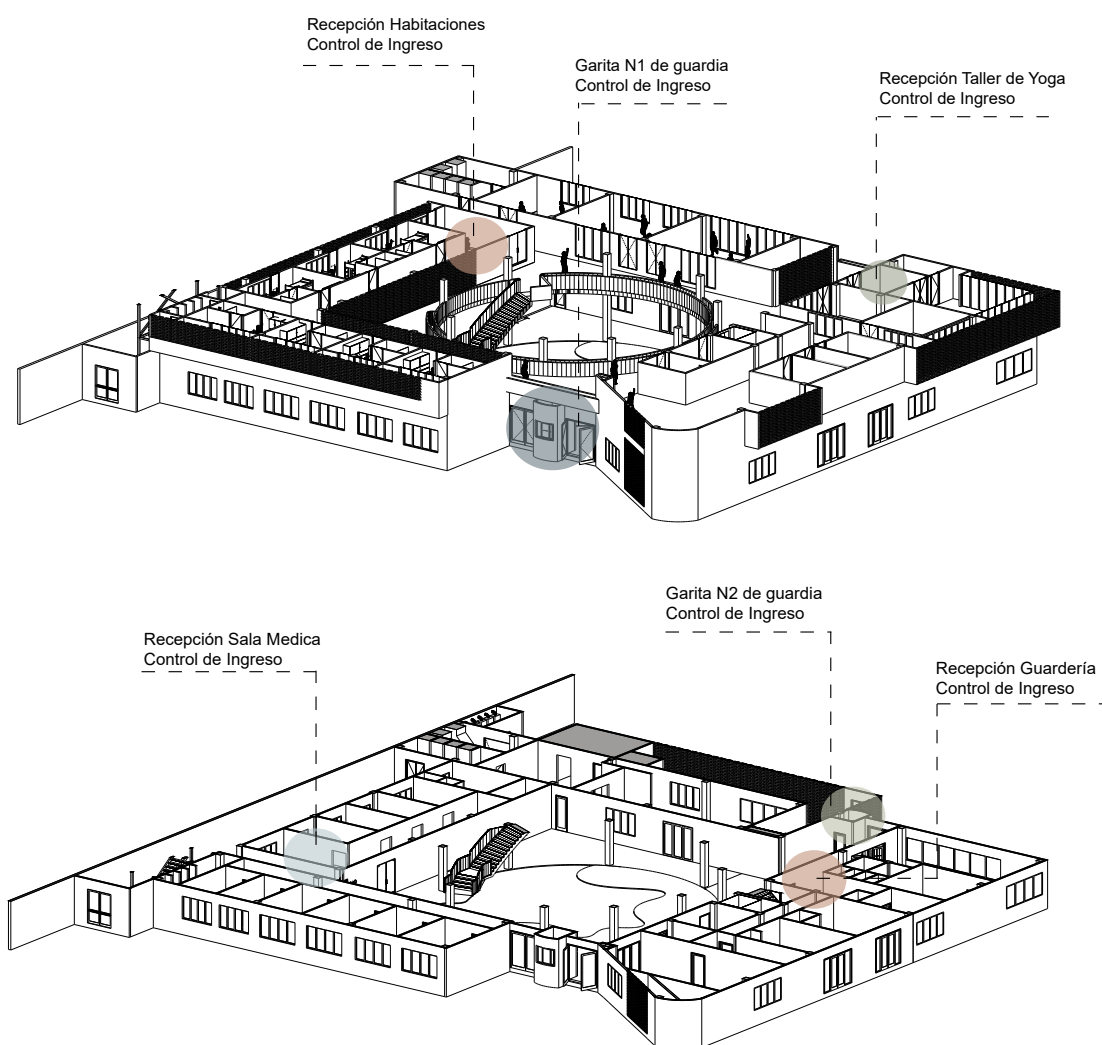 Recepción Habitaciones
Control de Ingreso
Garita N1 de guardia
Control de Ingreso
Recepción Taller de Yoga
Control de Ingreso
Garita N2 de guardia
Control de Ingreso
Recepción Sala Medica
Control de Ingreso
Recepción Guardería
Control de Ingreso